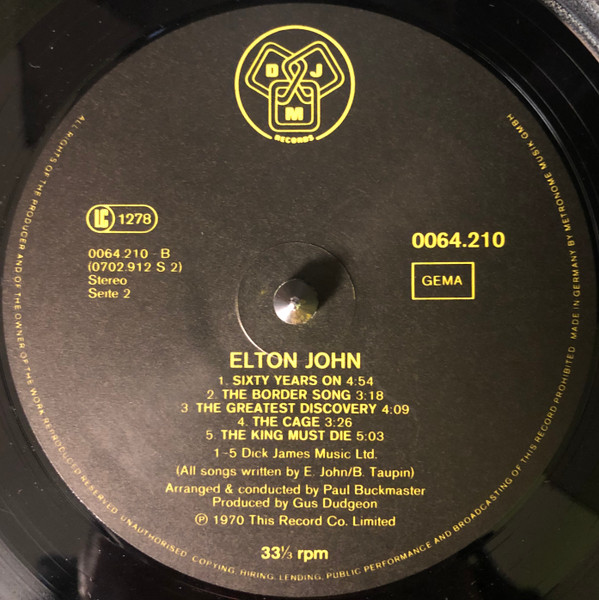 D J M
RECORDS
LC 1278
0064.210-B
(0702.912 S 2)
Stereo
Seite 2
0064.210
GEMA
ELTON JOHN
1. SIXTY YEARS ON 4:54
2. THE BORDER SONG 3:18
3 THE GREATEST DISCOVERY 4:09
4. THE CAGE 3:26
5. THE KING MUST DIE 5:03
1-5 Dick James Music Ltd.
(All songs written by E. John/B. Taupin)
Arranged & conducted by Paul Buckmaster
Produced by Gus Dudgeon
℗ 1970 This Record Co. Limited
33⅓ rpm
ALL RIGHTS OF THE PRODUCER AND OF THE OWNER OF THE WORK REPRODUCED RESERVED. UNAUTHORISED COPYING, HIRING, LENDING, PUBLIC PERFORMANCE AND BROADCASTING OF THIS RECORD PROHIBITED. MADE IN GERMANY BY METRONOME MUSIK GMBH